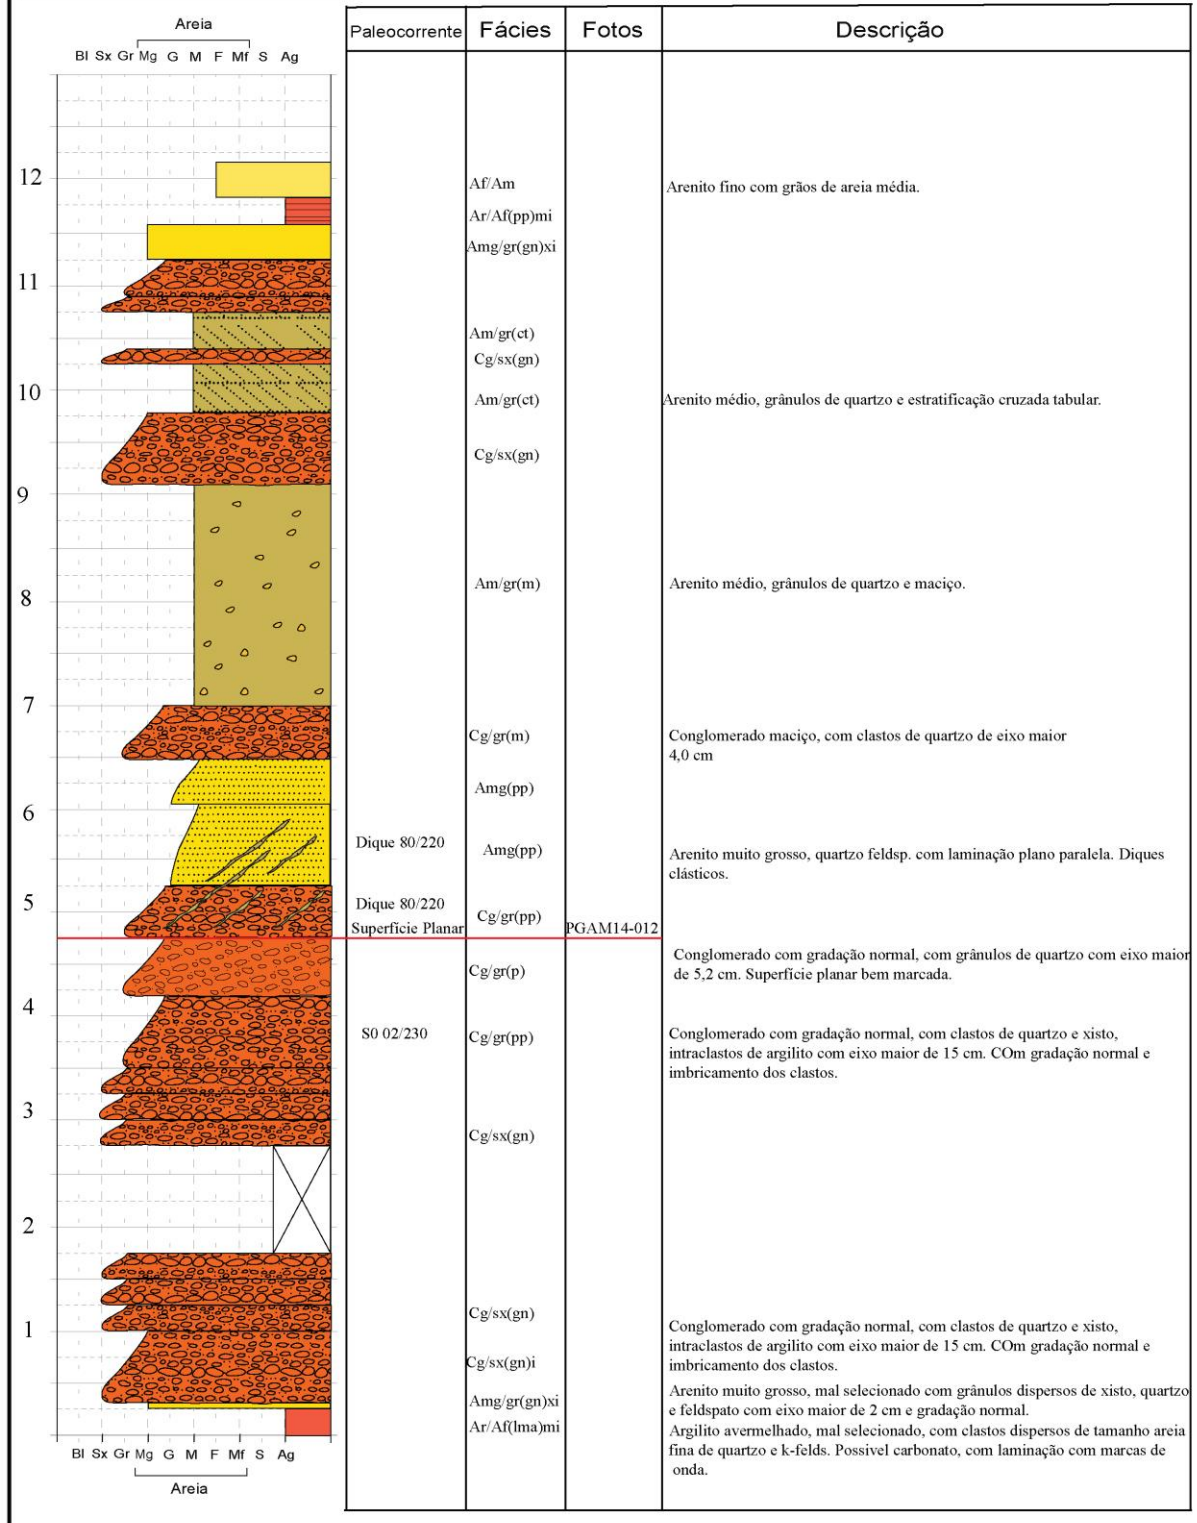 Areia
Bl Sx Gr Mg G M F Mf S Ag
Paleocorrente Fácies Fotos Descrição
12
Af/Am
Arenito fino com grãos de areia média.
Ar/Af(pp)mi
Amg/gr(gn)xi
11
Am/gr(ct)
Cg/sx(gn)
10
Am/gr(ct)
Arenito médio, grânulos de quartzo e estratificação cruzada tabular.
Cg/sx(gn)
9
8
Am/gr(m)
Arenito médio, grânulos de quartzo e maciço.
7
Cg/gr(m)
Conglomerado maciço, com clastos de quartzo de eixo maior
4,0 cm
Amg(pp)
6
Dique 80/220
Amg(pp)
Arenito muito grosso, quartzo feldsp. com laminação plano paralela. Diques
clásticos.
5
Dique 80/220
Superfície Planar
Cg/gr(pp)
PGAM14-012
Conglomerado com gradação normal, com grânulos de quartzo com eixo maior
de 5,2 cm. Superfície planar bem marcada.
Cg/gr(p)
4
S0 02/230
Cg/gr(pp)
Conglomerado com gradação normal, com clastos de quartzo e xisto,
intraclastos de argilito com eixo maior de 15 cm. COm gradação normal e
imbricamento dos clastos.
3
Cg/sx(gn)
2
1
Cg/sx(gn)
Conglomerado com gradação normal, com clastos de quartzo e xisto,
intraclastos de argilito com eixo maior de 15 cm. COm gradação normal e
imbricamento dos clastos.
Cg/sx(gn)i
Amg/gr(gn)xi
Arenito muito grosso, mal selecionado com grânulos dispersos de xisto, quartzo
e feldspato com eixo maior de 2 cm e gradação normal.
Ar/Af(lma)mi
Argilito avermelhado, mal selecionado, com clastos dispersos de tamanho areia
fina de quartzo e k-felds. Possivel carbonato, com laminação com marcas de
onda.
Bl Sx Gr Mg G M F Mf S Ag
Areia